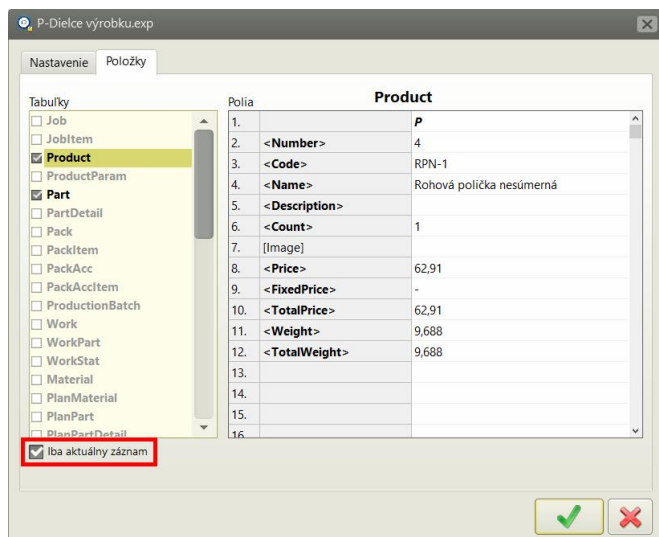 P-Dielce výrobku.exp
Nastavenie Položky
Tabuľky
Job
JobItem
Product
ProductParam
Part
PartDetail
Pack
PackItem
PackAcc
PackAccItem
ProductionBatch
Work
WorkPart
WorkStat
Material
PlanMaterial
PlanPart
PlanPartDetail
Iba aktuálny záznam
Polia Product
1. P
2. <Number> 4
3. <Code> RPN-1
4. <Name> Rohová polička nesúmerná
5. <Description>
6. <Count> 1
7. [Image]
8. <Price> 62,91
9. <FixedPrice> -
10. <TotalPrice> 62,91
11. <Weight> 9,688
12. <TotalWeight> 9,688
13.
14.
15.
16.